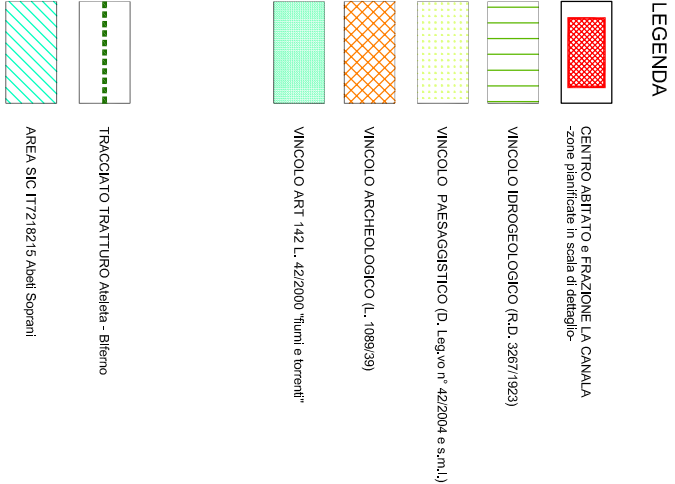 LEGENDA
CENTRO ABITATO e FRAZIONE LA CANALA
-zone pianificate in scala di dettaglio-
VINCOLO IDROGEOLOGICO (R.D. 3267/1923)
VINCOLO PAESAGGISTICO (D. Leg.vo n° 42/2004 e s.m.I.)
VINCOLO ARCHEOLOGICO (L. 1089/39)
VINCOLO ART 142 L. 42/2000 "fiumi e torrenti"
TRACCIATO TRATTURO Ateleta - Biferno
AREA SIC IT7218215 Abeti Soprani